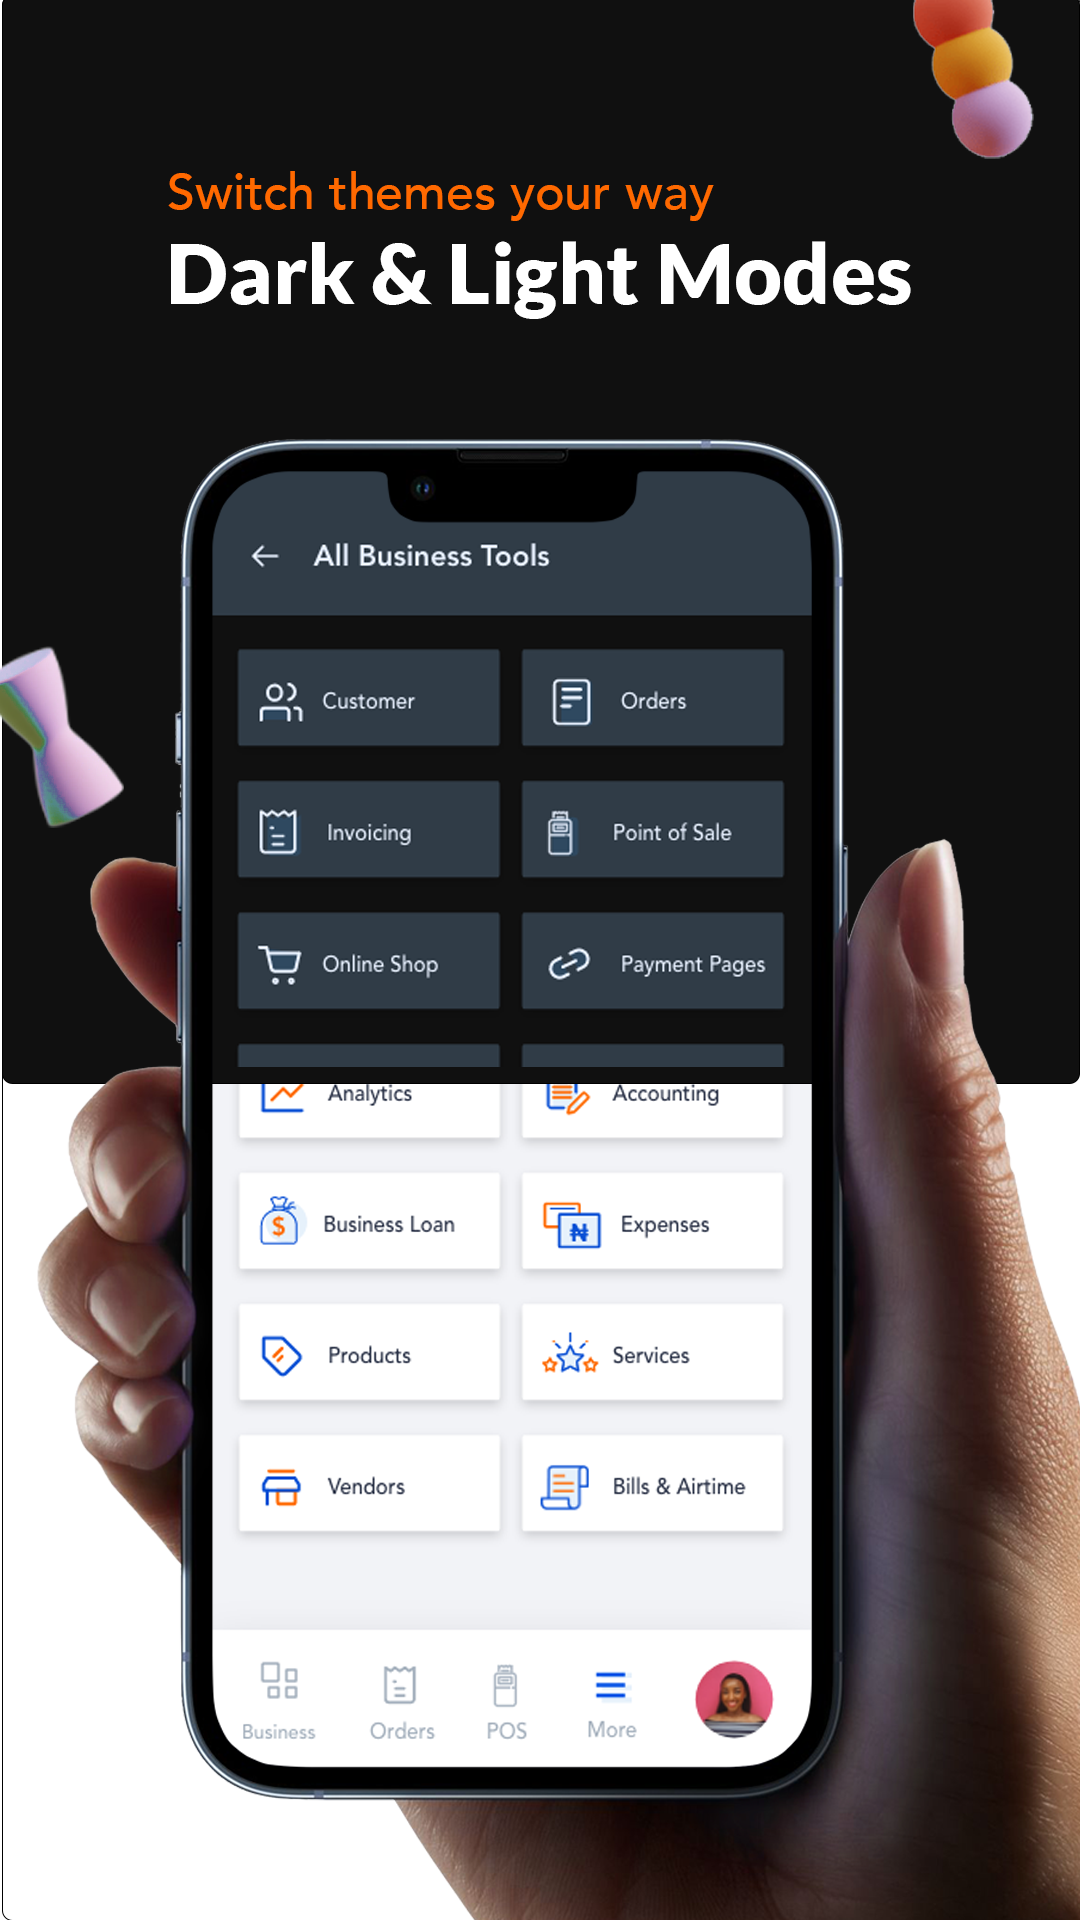 Switch themes your way
Dark & Light Modes
All Business Tools
Customer
Orders
Invoicing
Point of Sale
Online Shop
Payment Pages
Analytics
Accounting
$
Business Loan
₦
Expenses
Products
Services
Vendors
Bills & Airtime
Business
Orders
POS
More